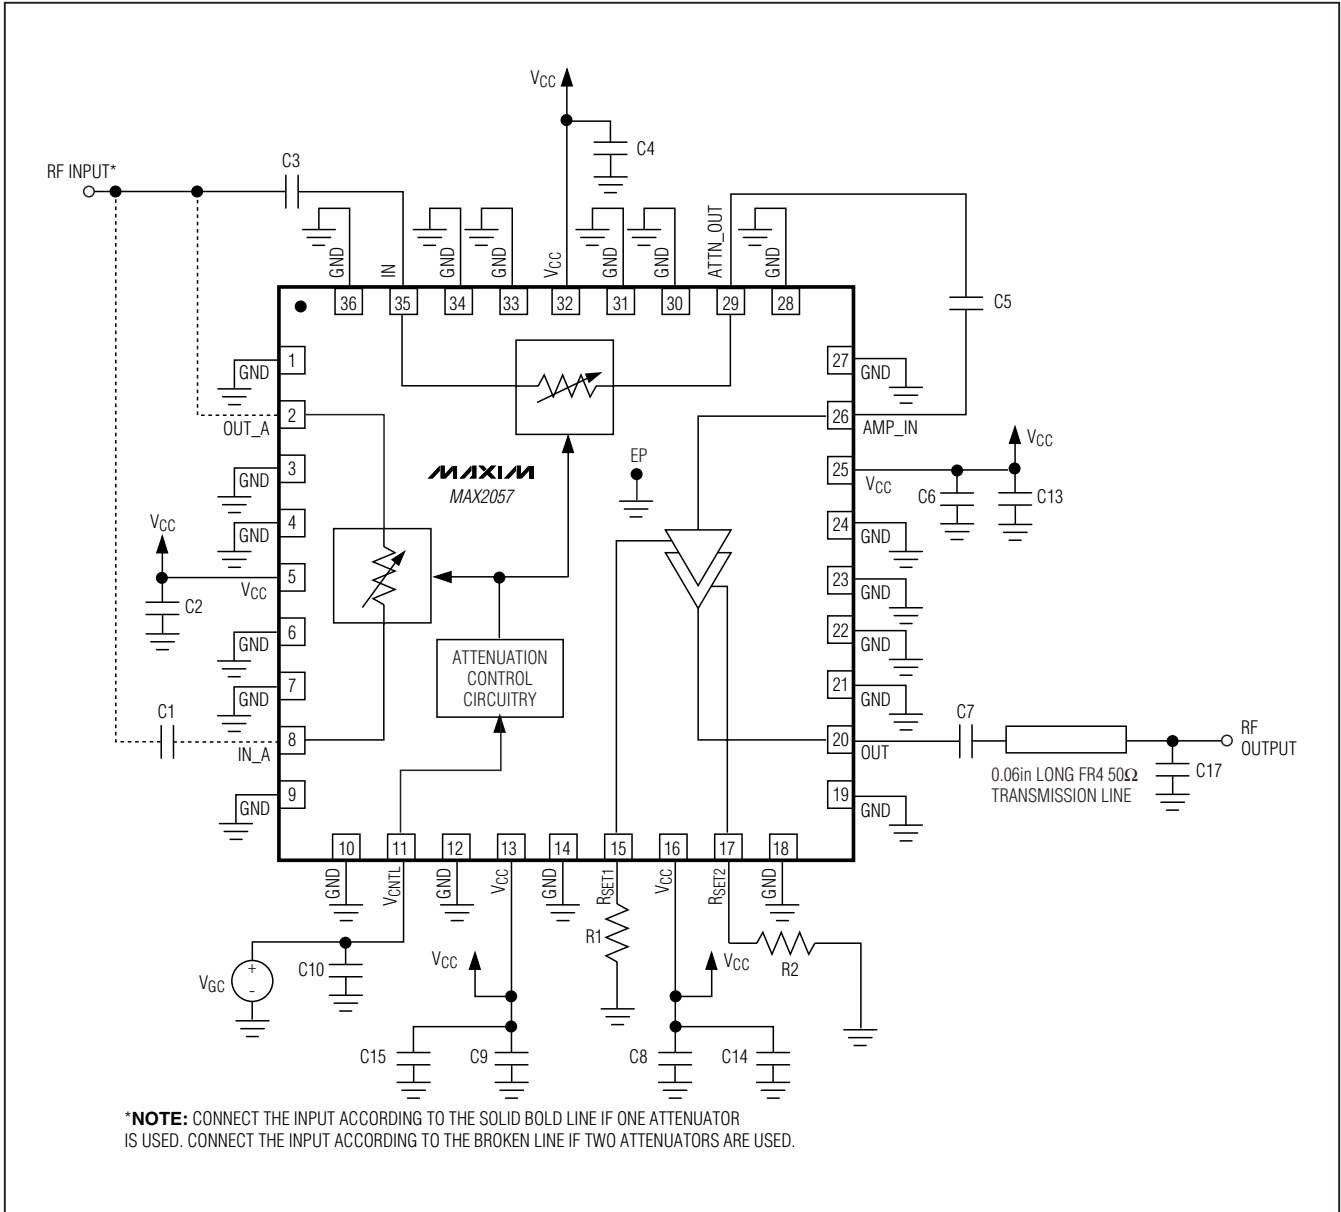 VCC
C4
RF INPUT*
C3
GND
IN
GND
GND
VCC
GND
GND
ATTN_OUT
GND
36
35
34
33
32
31
30
29
28
C5
1
GND
2
OUT_A
3
GND
4
GND
VCC
5
VCC
C2
6
GND
7
GND
C1
8
IN_A
9
GND
MAXIM
MAX2057
EP
ATTENUATION
CONTROL
CIRCUITRY
27
GND
26
AMP_IN
VCC
25
VCC
C6
C13
24
GND
23
GND
22
GND
21
GND
C7
20
OUT
RF
OUTPUT
C17
0.06in LONG FR4 50Ω
TRANSMISSION LINE
19
GND
10
11
12
13
14
15
16
17
18
GND
VCNTL
GND
VCC
GND
RSET1
VCC
RSET2
GND
R1
R2
VGC
+
-
C10
VCC
VCC
C15
C9
C8
C14
*NOTE: CONNECT THE INPUT ACCORDING TO THE SOLID BOLD LINE IF ONE ATTENUATOR
IS USED. CONNECT THE INPUT ACCORDING TO THE BROKEN LINE IF TWO ATTENUATORS ARE USED.